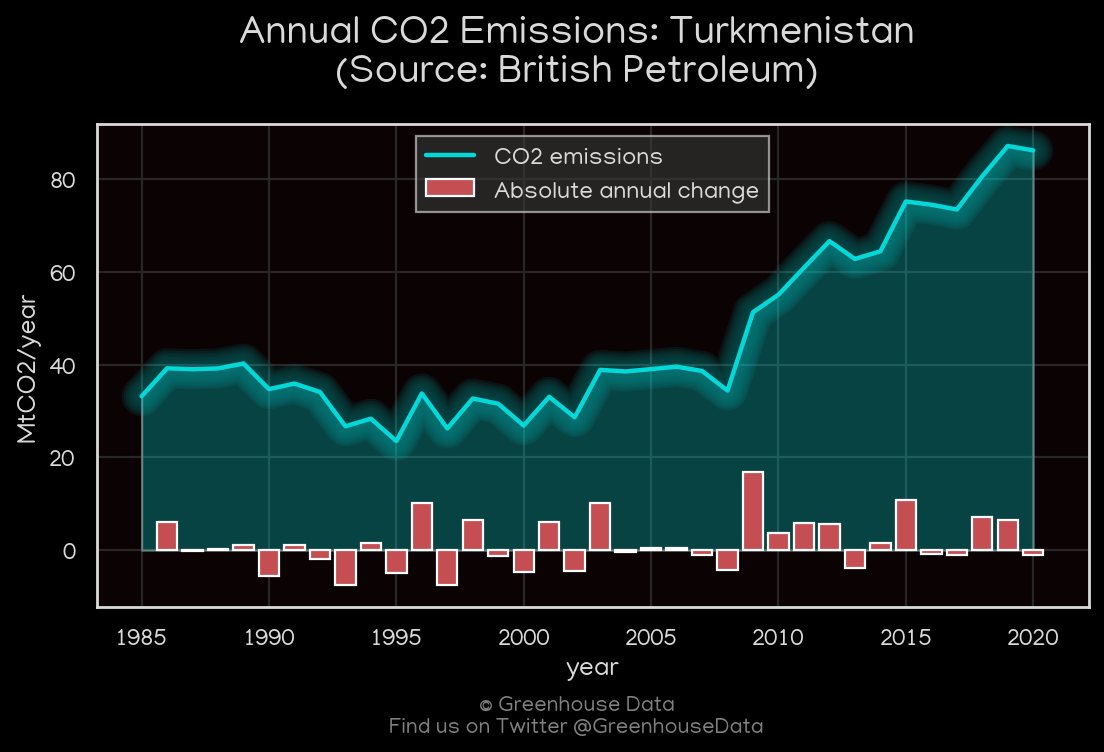 Annual CO2 Emissions: Turkmenistan
(Source: British Petroleum)
CO2 emissions
Absolute annual change
MtCO2/year
80
60
40
20
0
1985 1990 1995 2000 2005 2010 2015 2020
year
© Greenhouse Data
Find us on Twitter @GreenhouseData